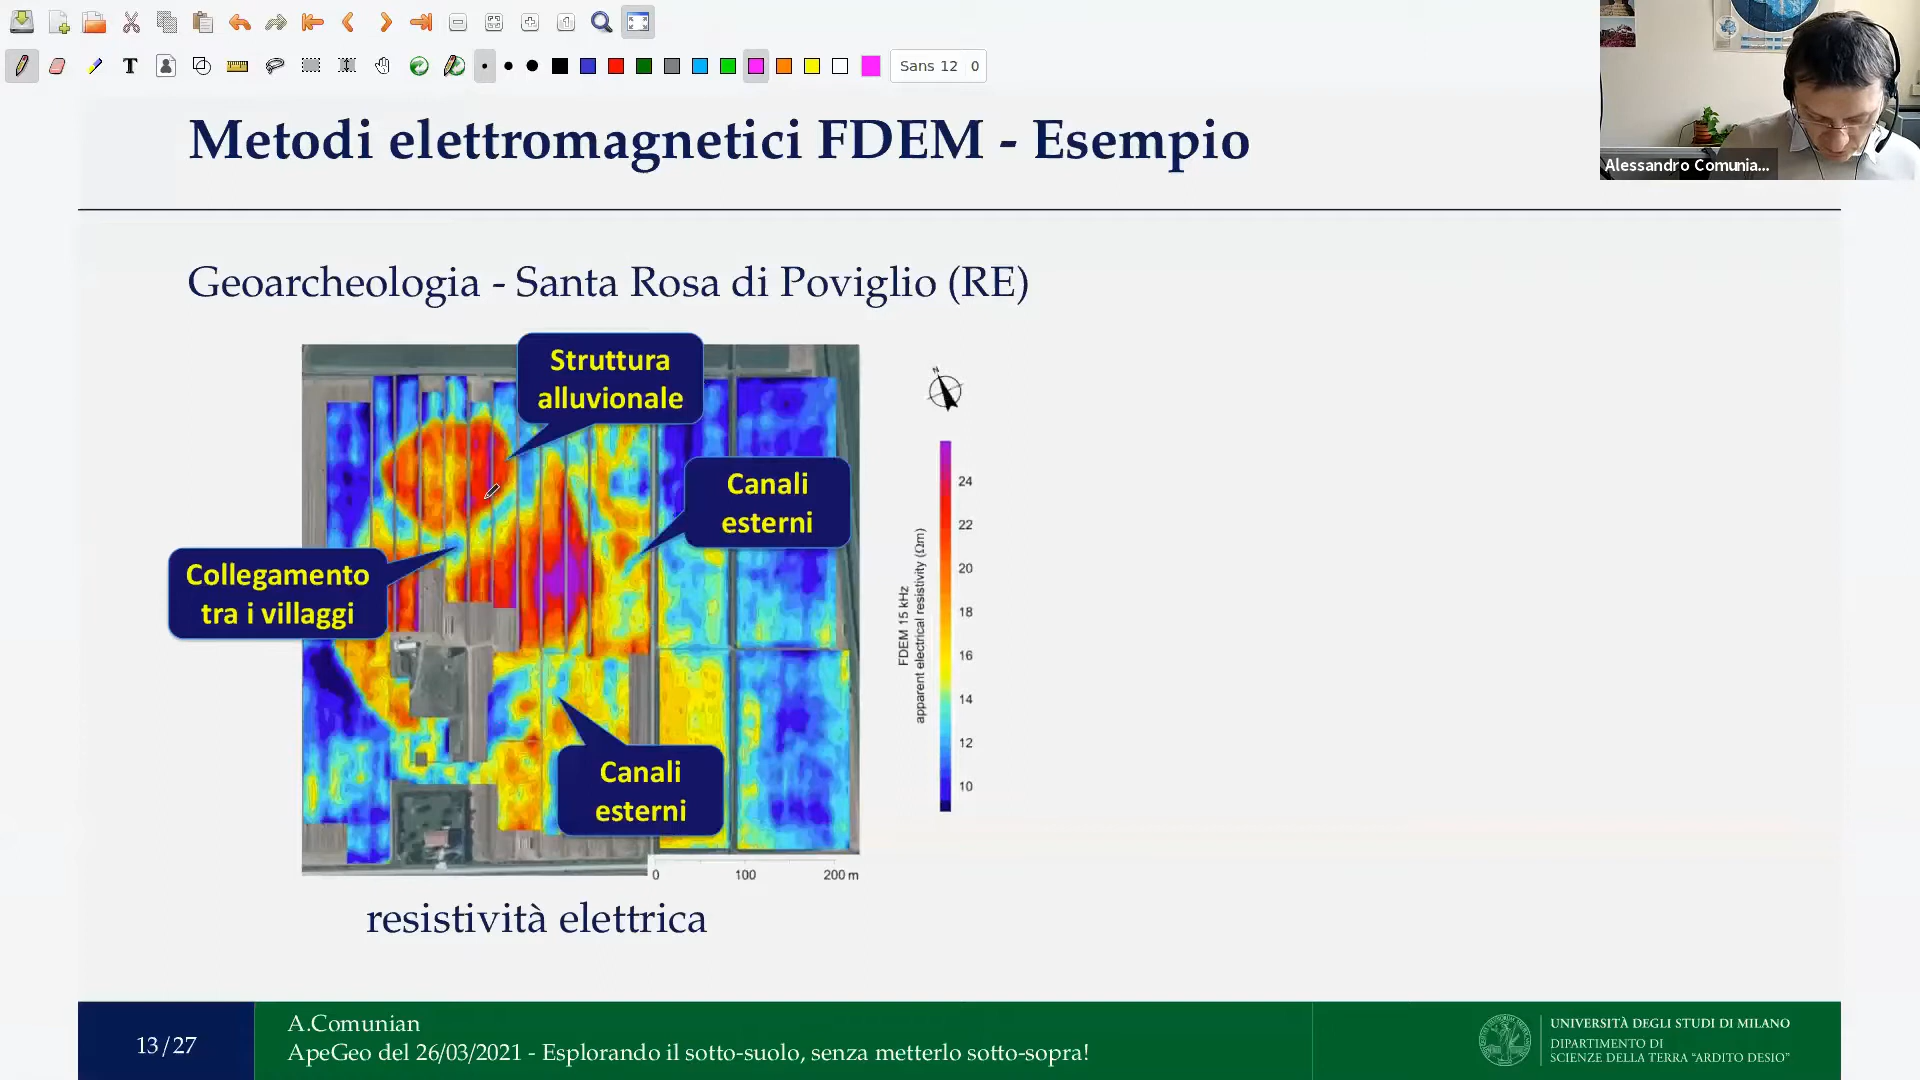 T
1
Sans 12 0
Alessandro Comunia...
Metodi elettromagnetici FDEM - Esempio
Geoarcheologia - Santa Rosa di Poviglio (RE)
Struttura
alluvionale
Canali
esterni
Collegamento
tra i villaggi
Canali
esterni
N
24
22
20
18
16
14
12
10
FDEM 15 kHz
apparent electrical resistivity (Ωm)
0 100 200 m
resistività elettrica
13/27
A.Comunian
ApeGeo del 26/03/2021 - Esplorando il sotto-suolo, senza metterlo sotto-sopra!
UNIVERSITÀ DEGLI STUDI DI MILANO
DIPARTIMENTO DI
SCIENZE DELLA TERRA “ARDITO DESIO”